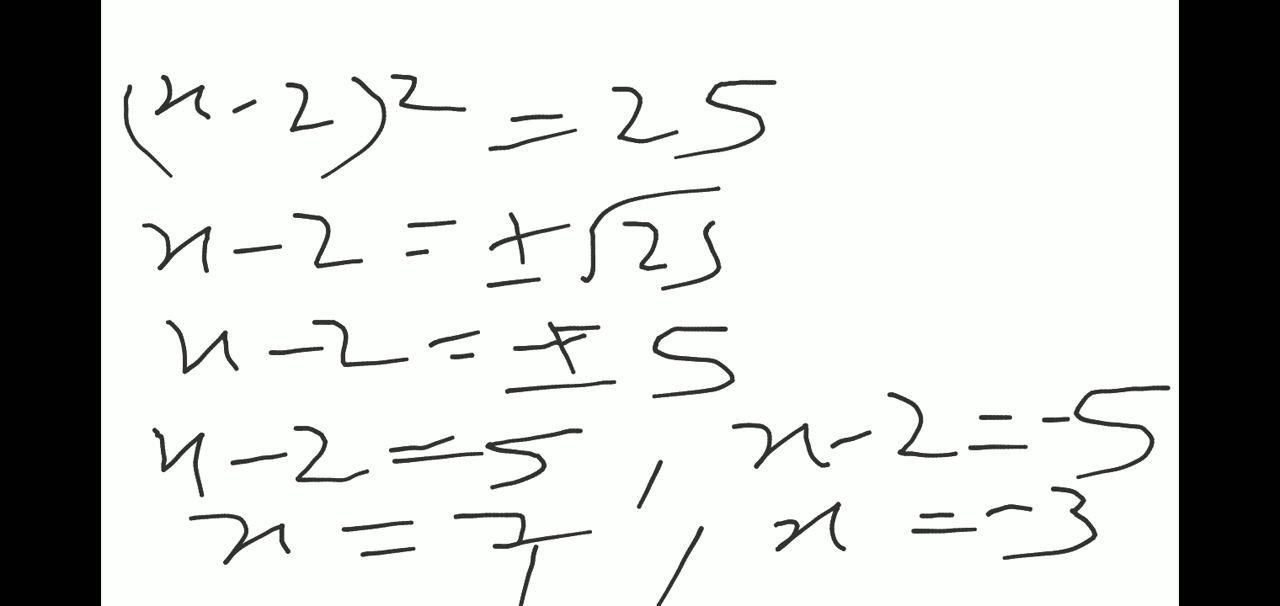 (x - 2)² = 25
x - 2 = ± √25
x - 2 = ± 5
x - 2 = 5 , x - 2 = -5
x = 7 , x = -3